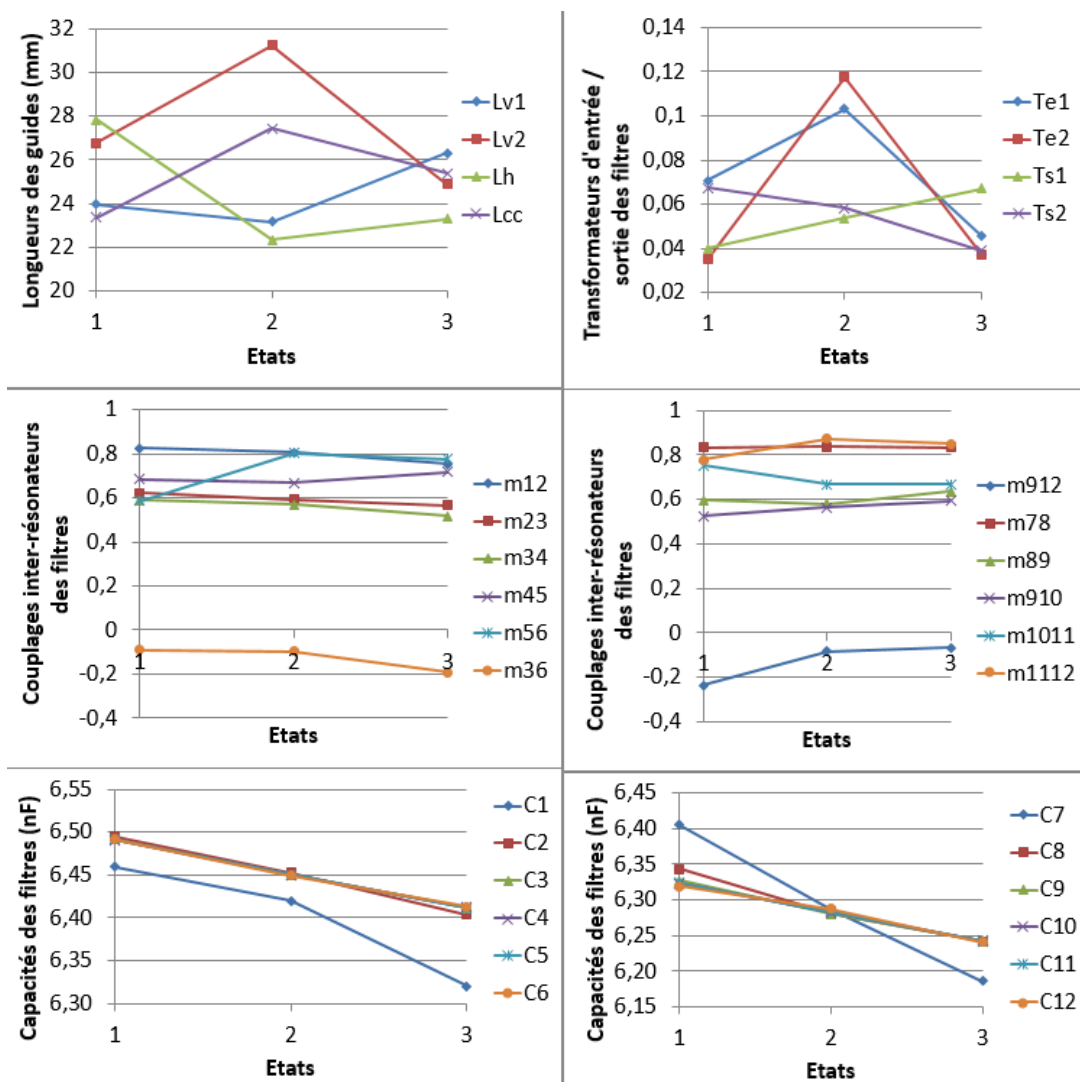 Longueurs des guides (mm)
32
30
28
26
24
22
20
1
2
3
Etats
Lv1
Lv2
Lh
Lcc
Transformateurs d'entrée /
sortie des filtres
0,14
0,12
0,1
0,08
0,06
0,04
0,02
1
2
3
Etats
Te1
Te2
Ts1
Ts2
Couplages inter-résonateurs
des filtres
1
0,8
0,6
0,4
0,2
0
-0,2
-0,4
1
2
3
Etats
m12
m23
m34
m45
m56
m36
Couplages inter-résonateurs
des filtres
1
0,8
0,6
0,4
0,2
0
-0,2
-0,4
1
2
3
Etats
m912
m78
m89
m910
m1011
m1112
Capacités des filtres (nF)
6,55
6,50
6,45
6,40
6,35
6,30
1
2
3
Etats
C1
C2
C3
C4
C5
C6
Capacités des filtres (nF)
6,45
6,40
6,35
6,30
6,25
6,20
6,15
1
2
3
Etats
C7
C8
C9
C10
C11
C12